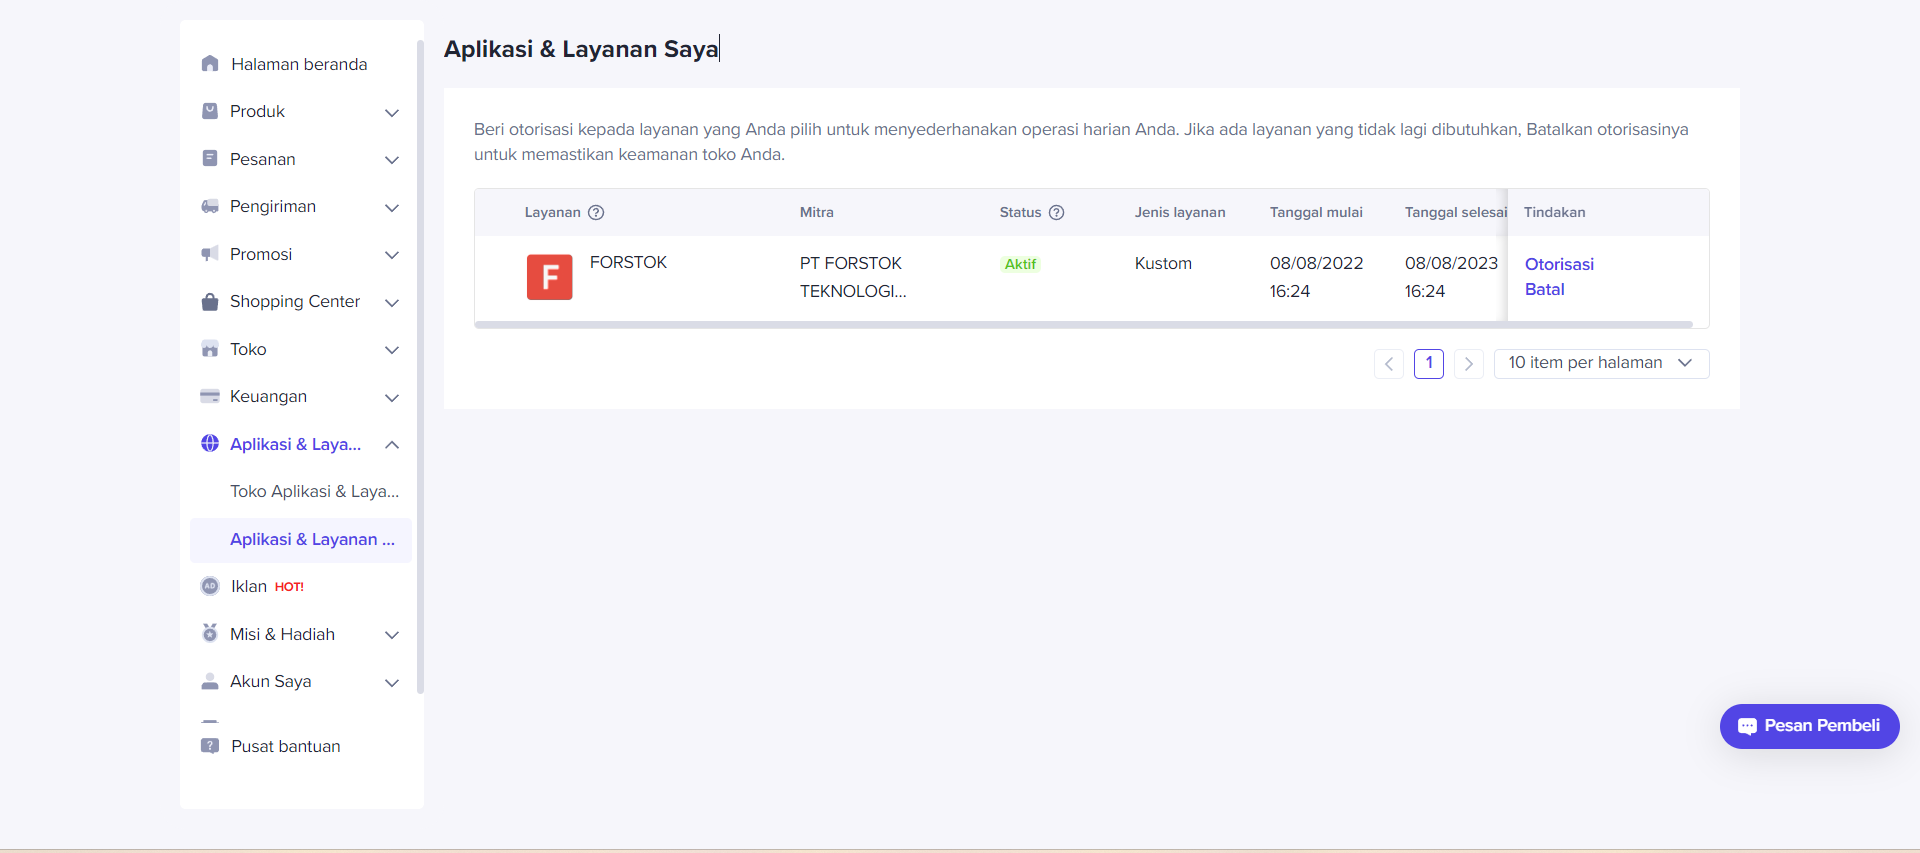 Halaman beranda
Produk
Pesanan
Pengiriman
Promosi
Shopping Center
Toko
Keuangan
Aplikasi & Laya...
Toko Aplikasi & Laya...
Aplikasi & Layanan ...
AD
Iklan HOT!
Misi & Hadiah
Akun Saya
Pusat bantuan
Aplikasi & Layanan Saya
Beri otorisasi kepada layanan yang Anda pilih untuk menyederhanakan operasi harian Anda. Jika ada layanan yang tidak lagi dibutuhkan, Batalkan otorisasinya
untuk memastikan keamanan toko Anda.
Layanan ? Mitra Status ? Jenis layanan Tanggal mulai Tanggal selesai Tindakan
F FORSTOK PT FORSTOK Aktif Kustom 08/08/2022 08/08/2023 Otorisasi
TEKNOLOGI... 16:24 16:24 Batal
1 10 item per halaman
Pesan Pembeli